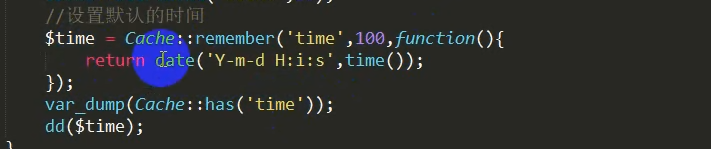 //设置默认的时间
$time = Cache::remember('time',100,function(){
return date('Y-m-d H:i:s',time());
});
var_dump(Cache::has('time'));
dd($time);
}